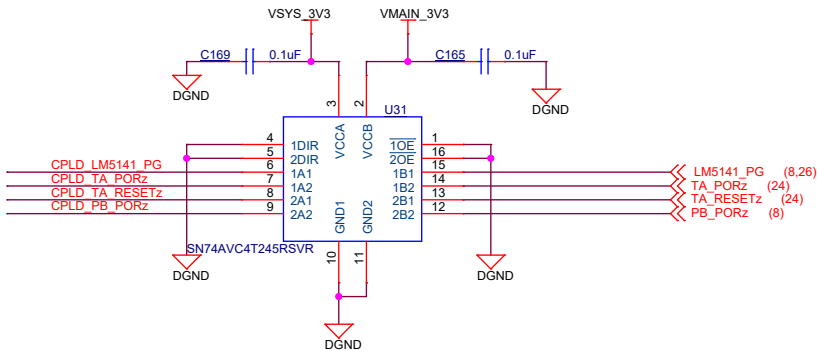 VSYS_3V3 VMAIN_3V3
C169 0.1uF C165 0.1uF
DGND DGND
3 2 U31
VCCA VCCB
4 1DIR 1OE 1
5 2DIR 2OE 16
CPLD_LM5141_PG 6 1A1 1B1 15 LM5141_PG (8,26)
CPLD_TA_PORz 7 1A2 1B2 14 TA_PORz (24)
CPLD_TA_RESETz 8 2A1 2B1 13 TA_RESETz (24)
CPLD_PB_PORz 9 2A2 2B2 12 PB_PORz (8)
GND1 GND2
SN74AVC4T245RSVR
10 11
DGND DGND
DGND